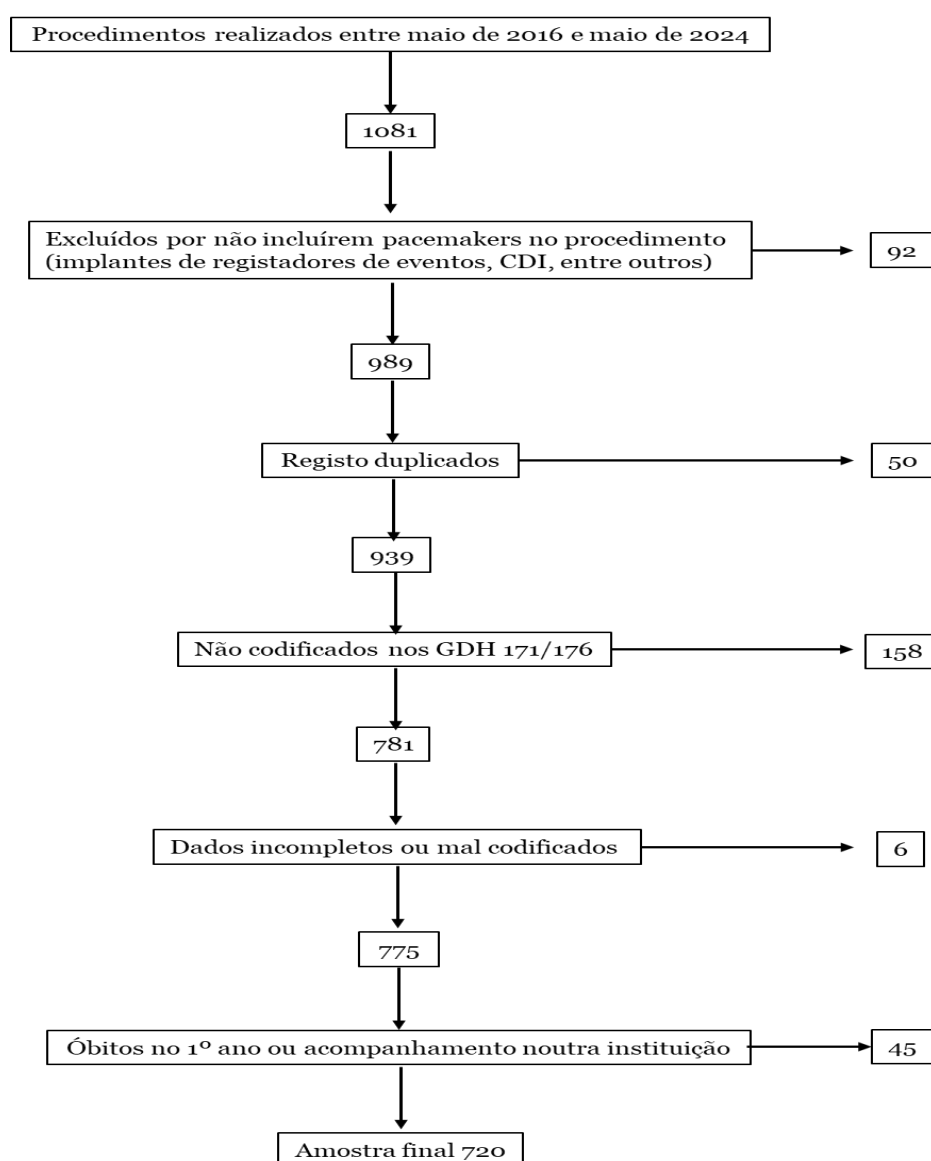 Procedimentos realizados entre maio de 2016 e maio de 2024
1081
Excluídos por não incluírem pacemakers no procedimento
(implantes de registadores de eventos, CDI, entre outros)
92
989
Registo duplicados
50
939
Não codificados nos GDH 171/176
158
781
Dados incompletos ou mal codificados
6
775
Óbitos no 1º ano ou acompanhamento noutra instituição
45
Amostra final 720